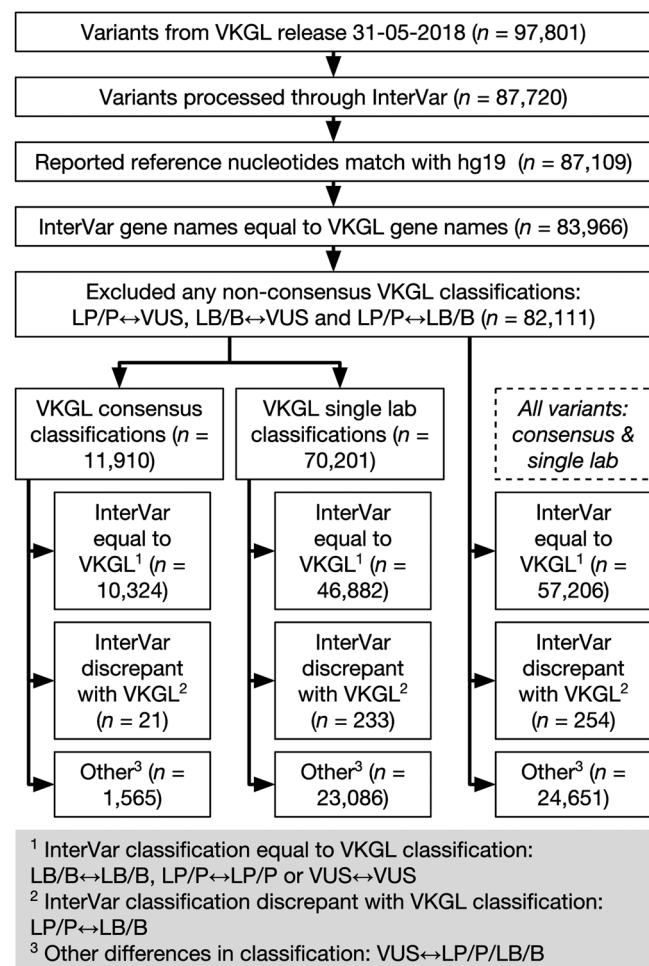 Variants from VKGL release 31-05-2018 (n = 97,801)
Variants processed through InterVar (n = 87,720)
Reported reference nucleotides match with hg19 (n = 87,109)
InterVar gene names equal to VKGL gene names (n = 83,966)
Excluded any non-consensus VKGL classifications:
LP/P↔VUS, LB/B↔VUS and LP/P↔LB/B (n = 82,111)
VKGL consensus
classifications (n =
11,910)
VKGL single lab
classifications (n =
70,201)
All variants:
consensus &
single lab
InterVar
equal to
VKGL¹ (n =
10,324)
InterVar
equal to
VKGL¹ (n =
46,882)
InterVar
equal to
VKGL¹ (n =
57,206)
InterVar
discrepant
with VKGL²
(n = 21)
InterVar
discrepant
with VKGL²
(n = 233)
InterVar
discrepant
with VKGL²
(n = 254)
Other³ (n =
1,565)
Other³ (n =
23,086)
Other³ (n =
24,651)
¹ InterVar classification equal to VKGL classification:
LB/B↔LB/B, LP/P↔LP/P or VUS↔VUS
² InterVar classification discrepant with VKGL classification:
LP/P↔LB/B
³ Other differences in classification: VUS↔LP/P/LB/B